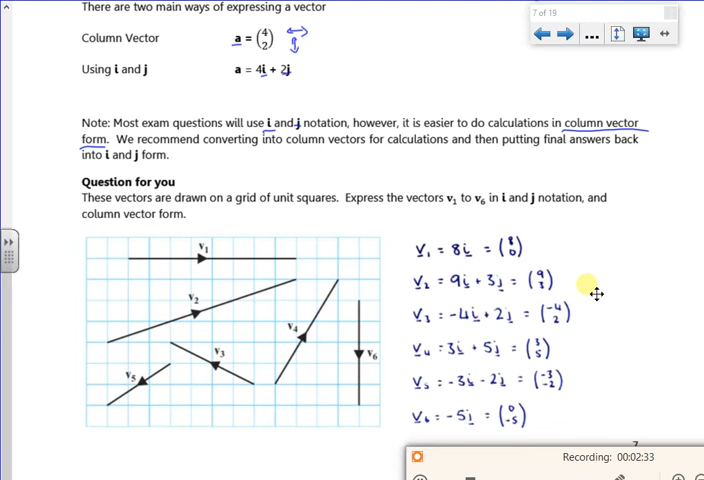 There are two main ways of expressing a vector
7 of 19
Column Vector a = (4 2)
Using i and j a = 4i + 2j
Note: Most exam questions will use i and j notation, however, it is easier to do calculations in column vector
form. We recommend converting into column vectors for calculations and then putting final answers back
into i and j form.
Question for you
These vectors are drawn on a grid of unit squares. Express the vectors v₁ to v₆ in i and j notation, and
column vector form.
v₁
v₂
v₃
v₄
v₅
v₆
v₁ = 8i = (8 0)
v₂ = 9i + 3j = (9 3)
v₃ = -4i + 2j = (-4 2)
v₄ = 3i + 5j = (3 5)
v₅ = -3i - 2j = (-3 -2)
v₆ = -5j = (0 -5)
Recording: 00:02:33